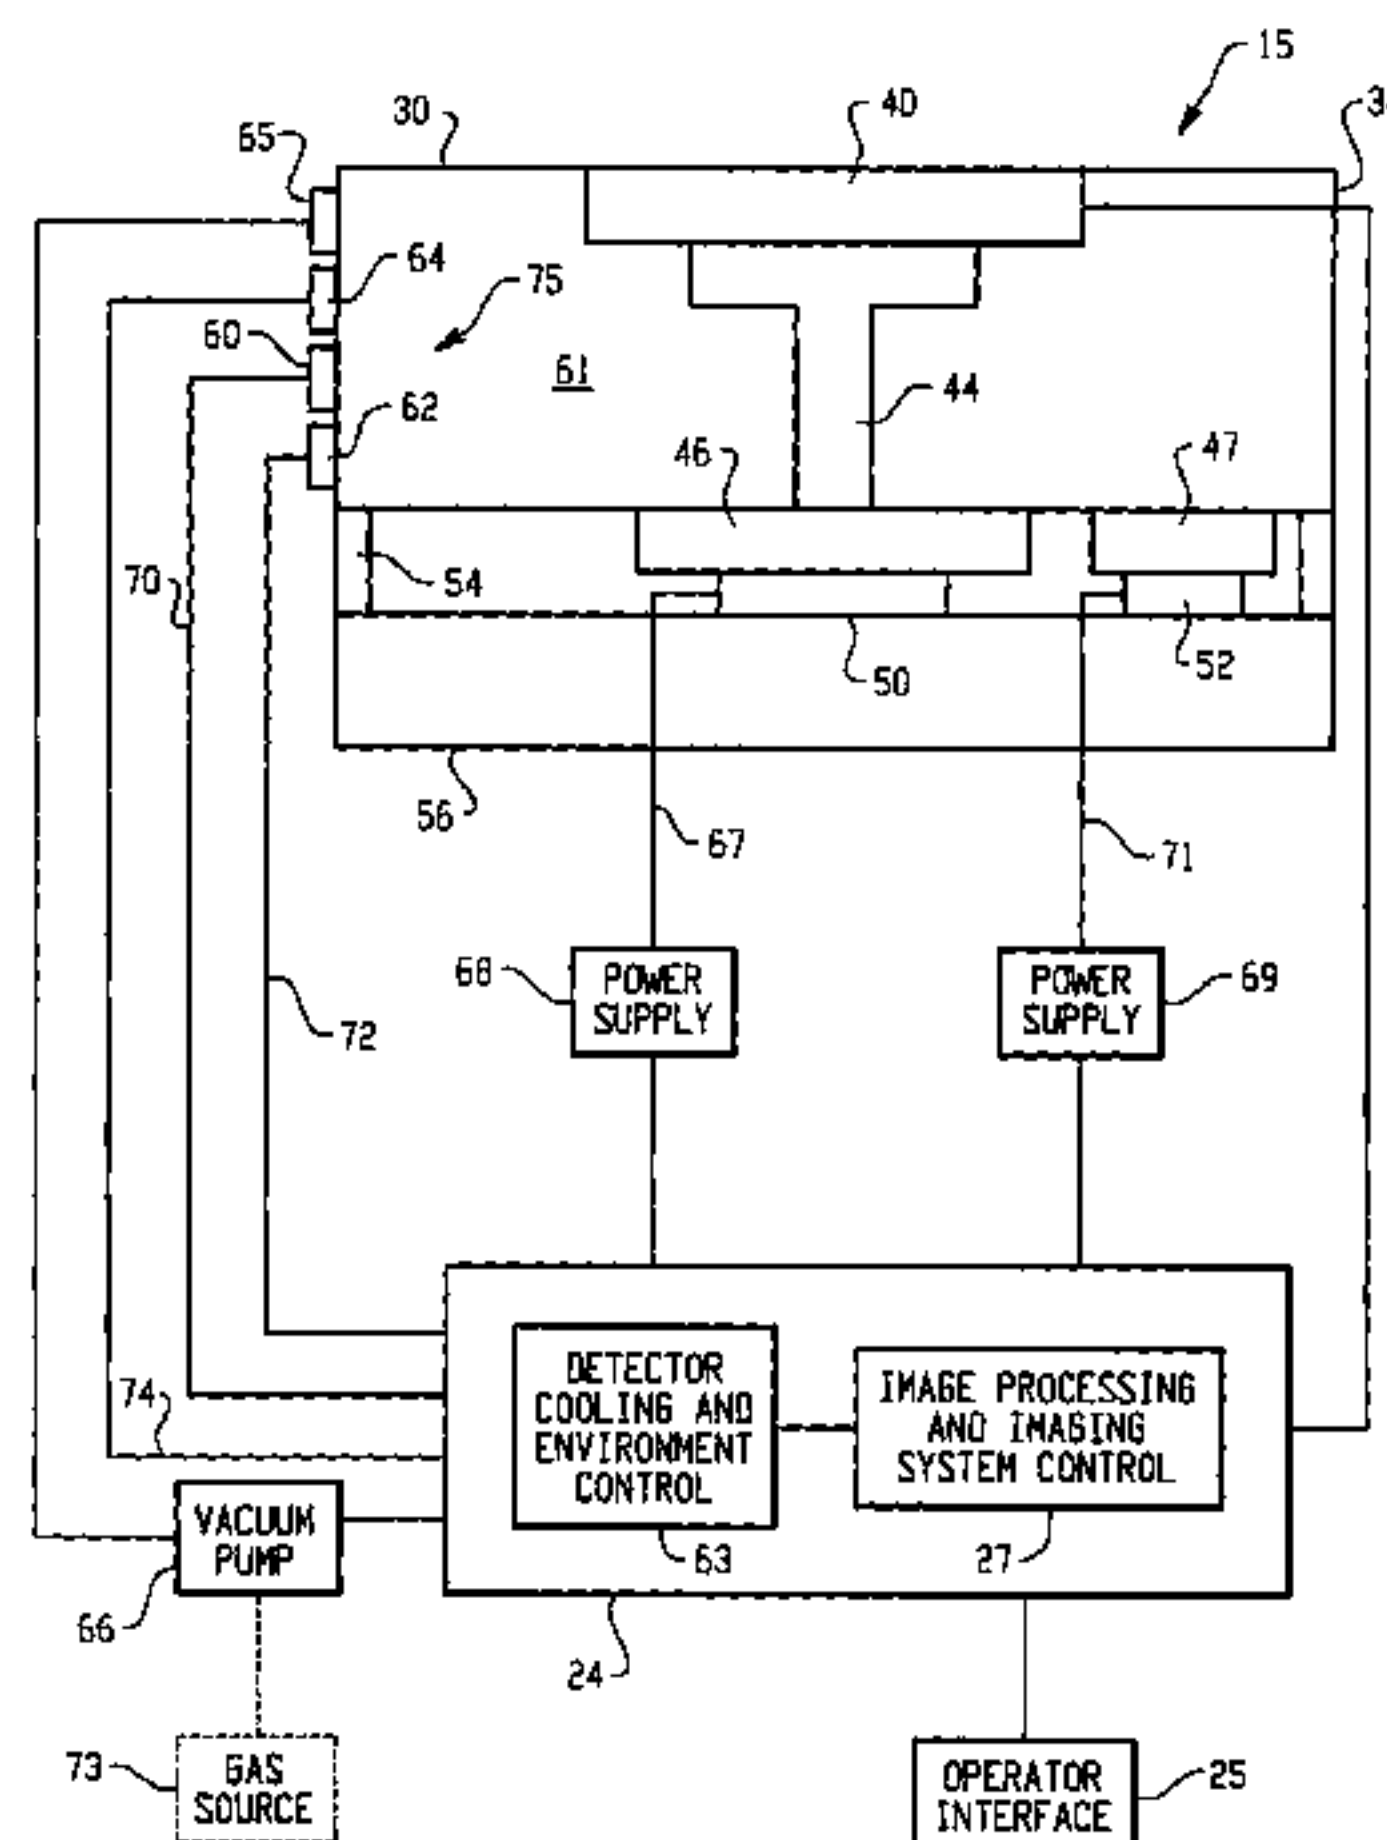 15
30
40
65
64
75
60
61
62
44
46
47
54
70
50
52
56
67
71
68
POWER
SUPPLY
POWER
SUPPLY
69
72
74
DETECTOR
COOLING AND
ENVIRONMENT
CONTROL
IMAGE PROCESSING
AND IMAGING
SYSTEM CONTROL
VACUUM
PUMP
63
27
66
24
73
GAS
SOURCE
OPERATOR
INTERFACE
25